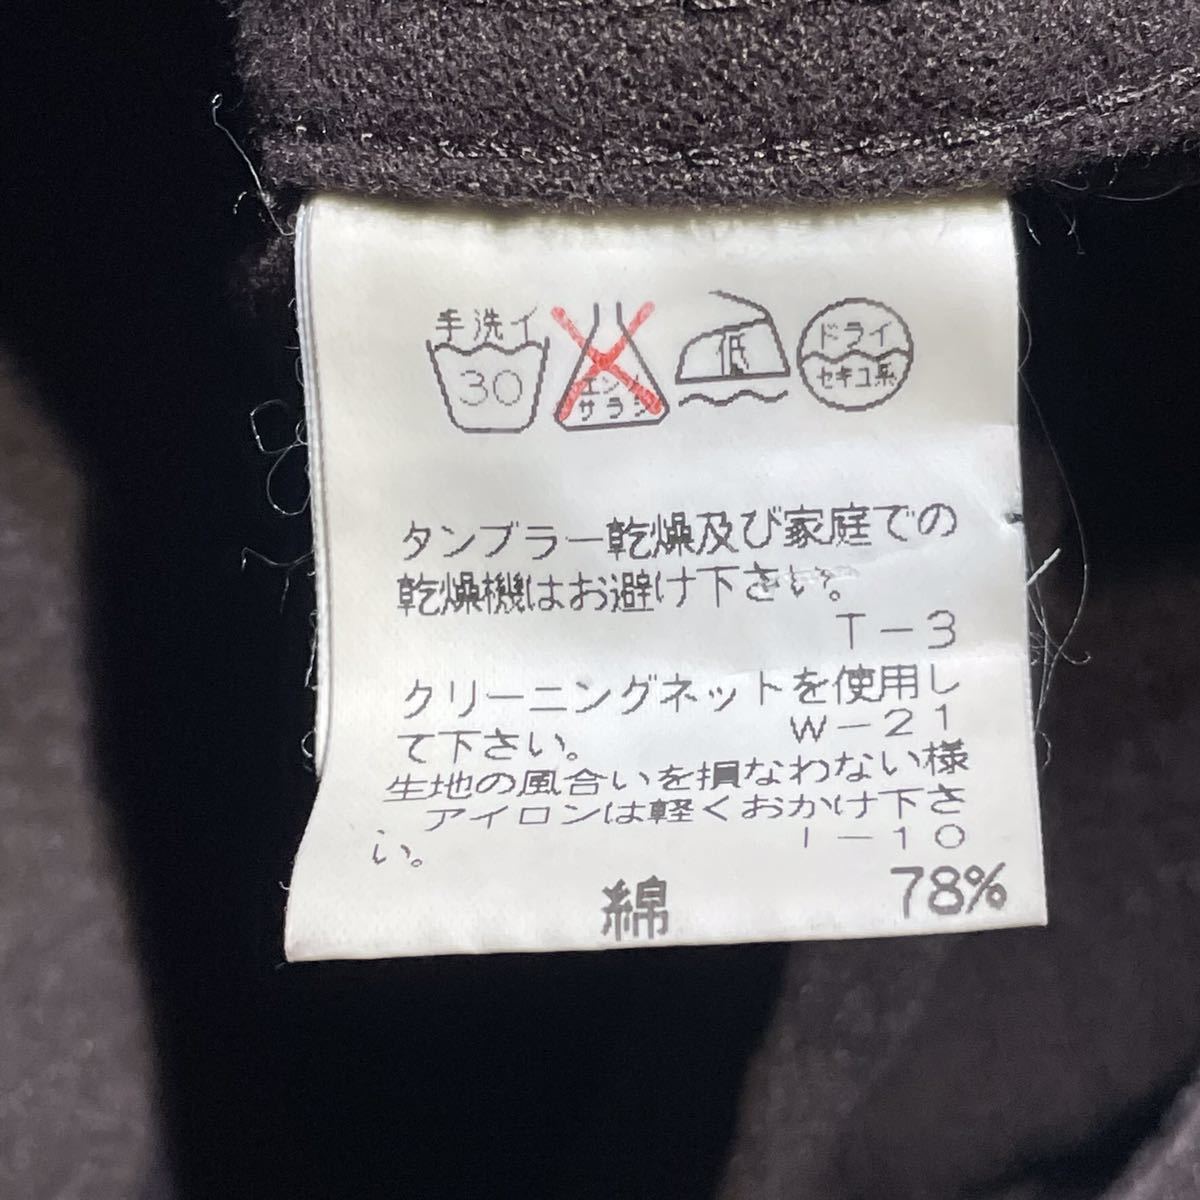 手洗イ
30
エンソ
サラシ
低
ドライ
セキユ系
タンブラー乾燥及び家庭での
乾燥機はお避け下さい。
T-3
クリーニングネットを使用し
W-21
て下さい。
生地の風合いを損なわない様
アイロンは軽くおかけ下さ
I-10
い。
綿 78%